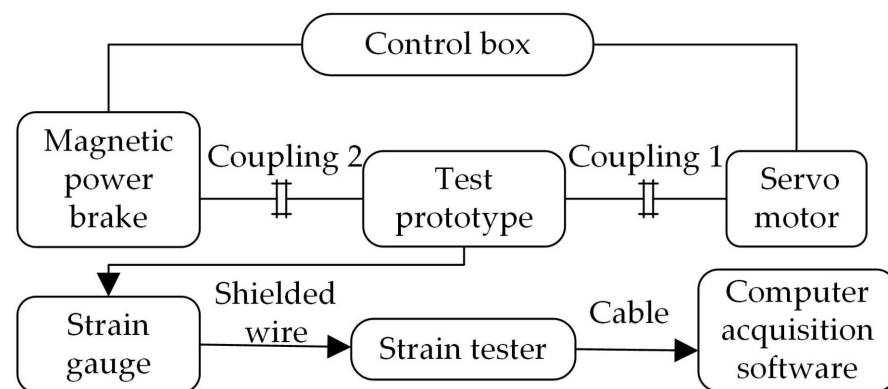 Control box
Magnetic
power
brake
Coupling 2
Test
prototype
Coupling 1
Servo
motor
Strain
gauge
Shielded
wire
Strain tester
Cable
Computer
acquisition
software